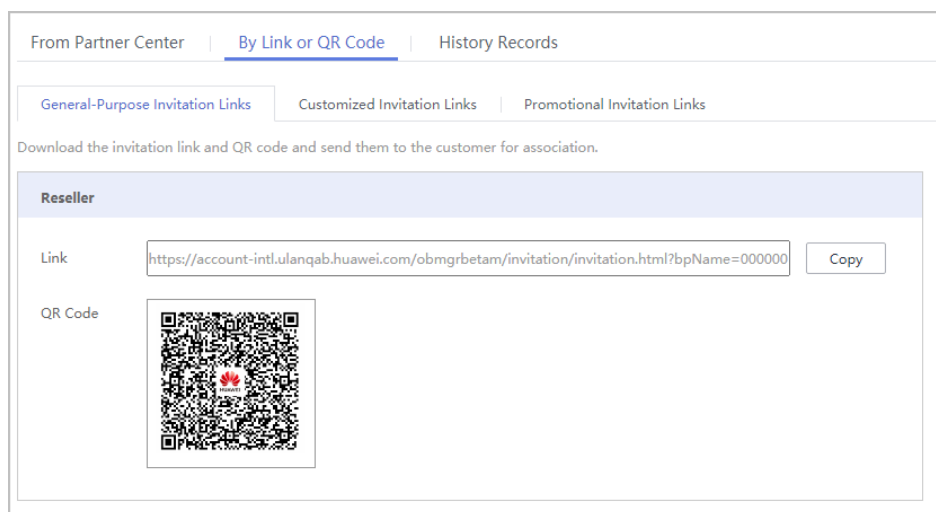 From Partner Center By Link or QR Code History Records
General-Purpose Invitation Links Customized Invitation Links Promotional Invitation Links
Download the invitation link and QR code and send them to the customer for association.
Reseller
Link https://account-intl.ulanqab.huawei.com/obmgrbetam/invitation/invitation.html?bpName=000000 Copy
QR Code
HUAWEI